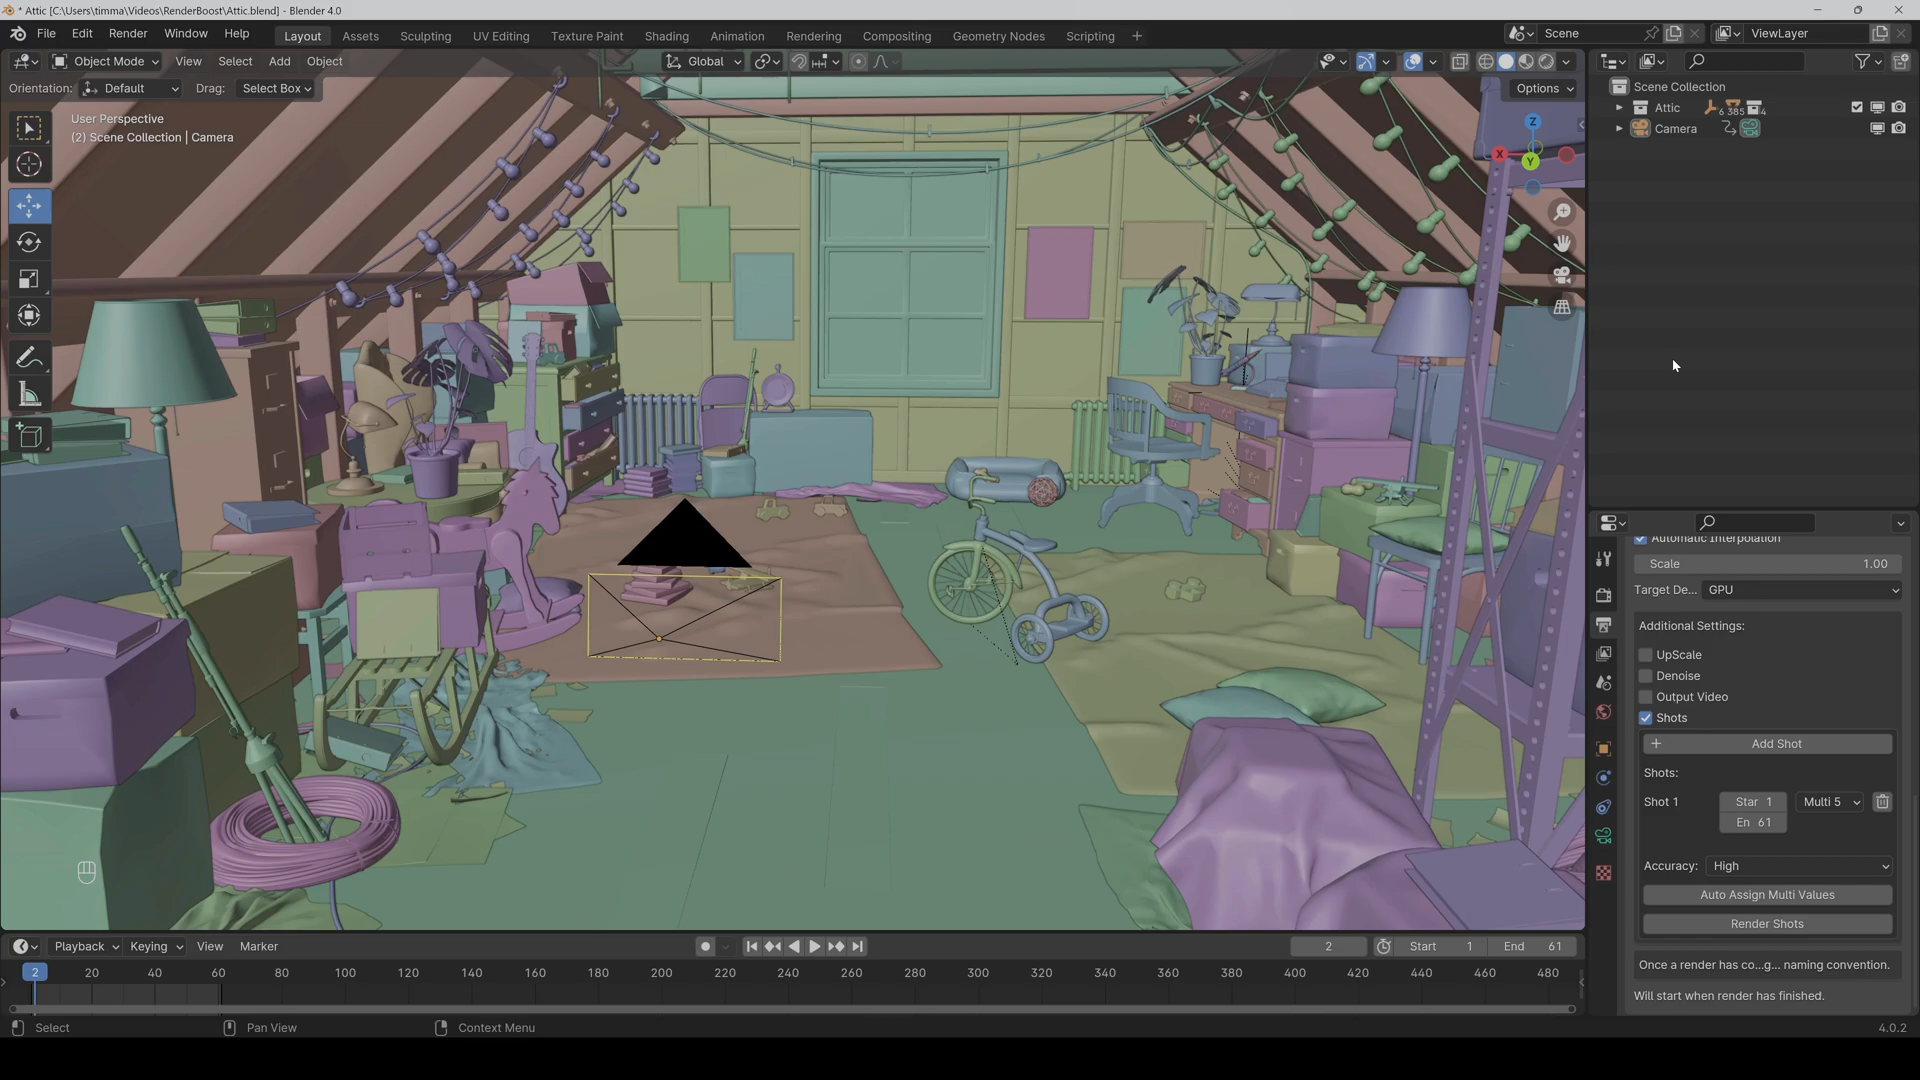 * Attic [C:\Users\timma\Videos\RenderBoost\Attic.blend] - Blender 4.0
File Edit Render Window Help
Layout Assets Sculpting UV Editing Texture Paint Shading Animation Rendering Compositing Geometry Nodes Scripting
Scene
ViewLayer
Object Mode View Select Add Object
Global
Orientation: Default Drag: Select Box
Options
User Perspective
(2) Scene Collection | Camera
Z
X
Y
Scene Collection
Attic 6 385 4
Camera
Automatic Interpolation
Scale 1.00
Target De... GPU
Additional Settings:
UpScale
Denoise
Output Video
Shots
Add Shot
Shots:
Shot 1 Star 1 Multi 5
En 61
Accuracy: High
Auto Assign Multi Values
Render Shots
Once a render has co...g... naming convention.
Will start when render has finished.
Playback Keying View Marker
2 Start 1 End 61
2 20 40 60 80 100 120 140 160 180 200 220 240 260 280 300 320 340 360 380 400 420 440 460 480
Select Pan View Context Menu
4.0.2